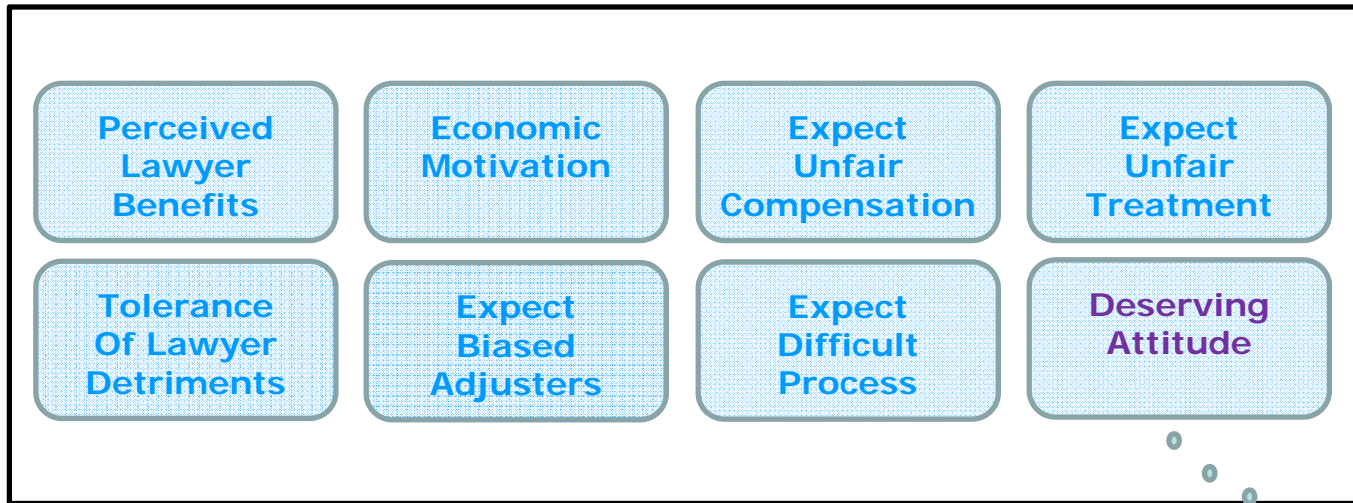 Perceived
Lawyer
Benefits
Economic
Motivation
Expect
Unfair
Compensation
Expect
Unfair
Treatment
Tolerance
Of Lawyer
Detriments
Expect
Biased
Adjusters
Expect
Difficult
Process
Deserving
Attitude